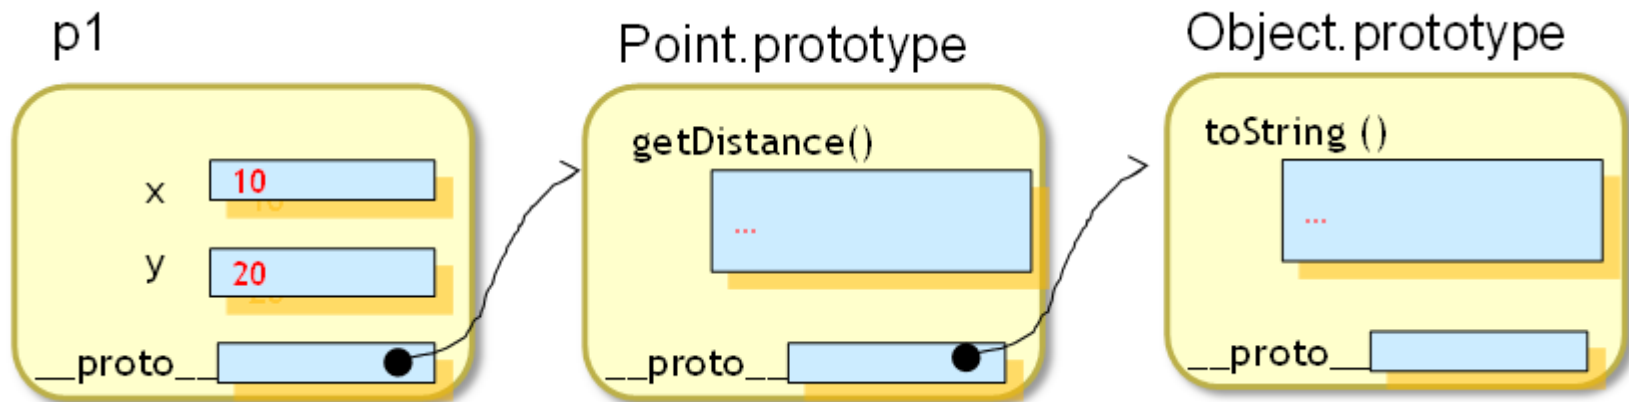 p1
x 10
y 20
__proto__
Point.prototype
getDistance()
...
__proto__
Object.prototype
toString ()
...
__proto__